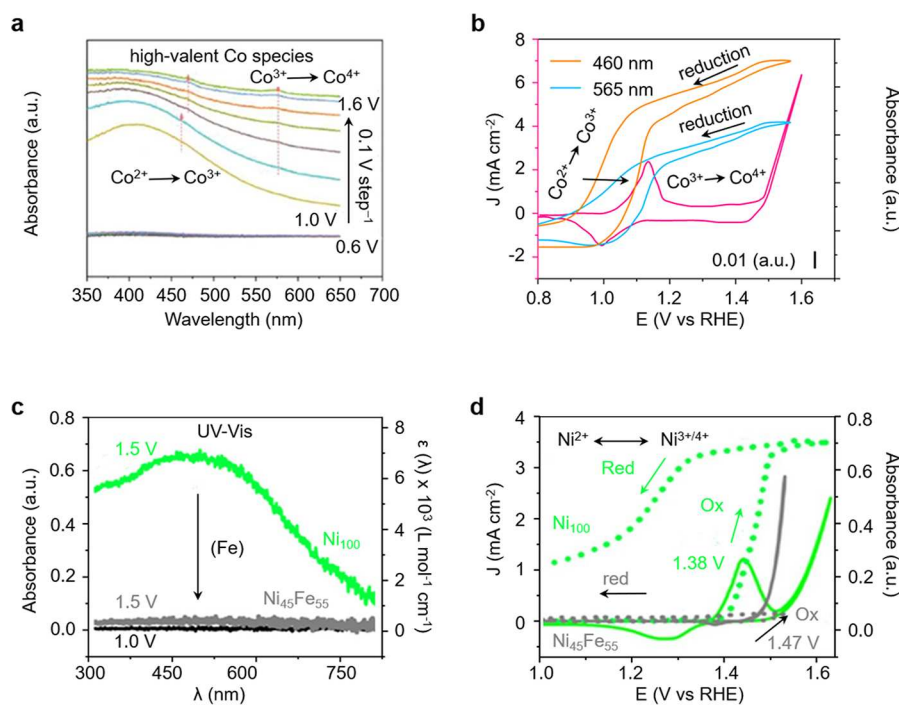 a
high-valent Co species
Co³⁺ → Co⁴⁺
1.6 V
0.1 V step⁻¹
Co²⁺ → Co³⁺
1.0 V
0.6 V
Absorbance (a.u.)
350 400 450 500 550 600 650 700
Wavelength (nm)
b
460 nm
565 nm
reduction
reduction
Co²⁺ → Co³⁺
Co³⁺ → Co⁴⁺
0.01 (a.u.)
J (mA cm⁻²)
8
6
4
2
0
-2
Absorbance (a.u.)
0.8 1.0 1.2 1.4 1.6
E (V vs RHE)
c
UV-Vis
1.5 V
Ni₁₀₀
(Fe)
1.5 V
Ni₄₅Fe₅₅
1.0 V
Absorbance (a.u.)
0.8
0.6
0.4
0.2
0.0
8
7
6
5
4
3
2
1
0
ε (λ) x 10³ (L mol⁻¹ cm⁻¹)
300 450 600 750
λ (nm)
d
Ni²⁺ ↔ Ni³⁺/⁴⁺
Red
Ox
Ni₁₀₀
1.38 V
red
Ox
Ni₄₅Fe₅₅
1.47 V
J (mA cm⁻²)
4
3
2
1
0
0.8
0.6
0.4
0.2
0.0
Absorbance (a.u.)
1.0 1.2 1.4 1.6
E (V vs RHE)